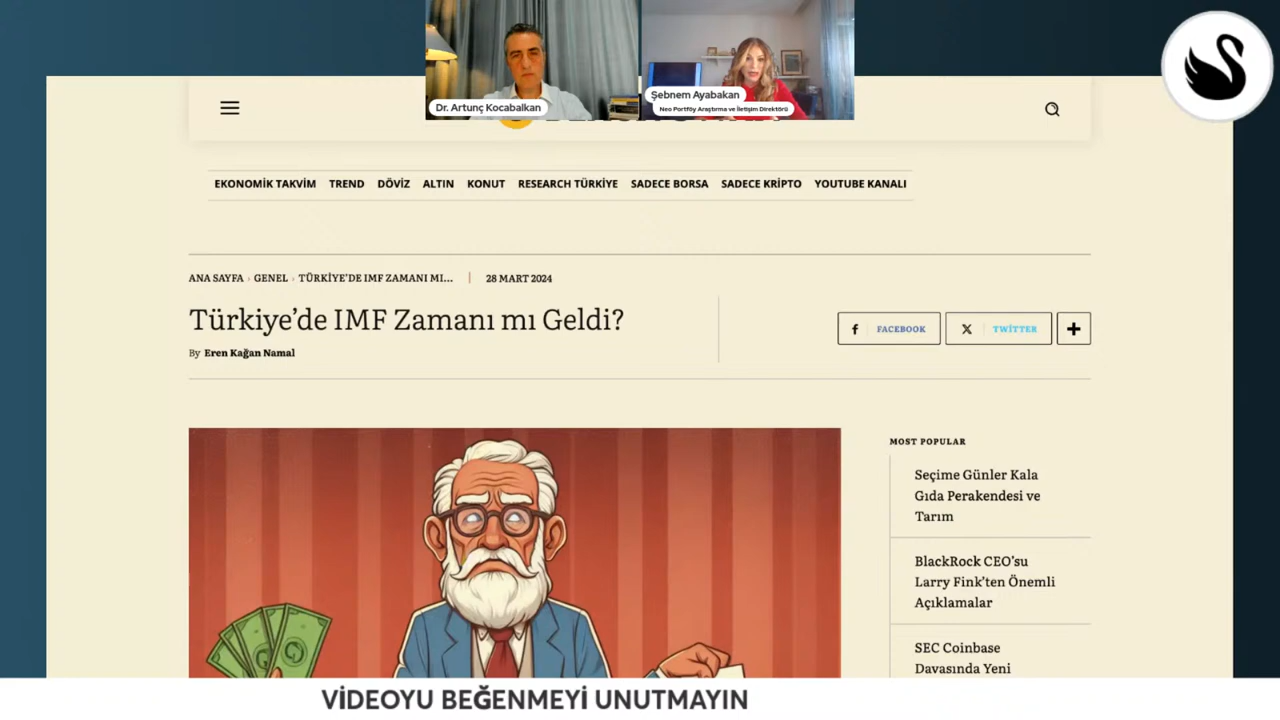 Dr. Artunç Kocabalkan
Şebnem Ayabakan
Neo Portföy Araştırma ve İletişim Direktörü
EKONOMİK TAKVİM TREND DÖVİZ ALTIN KONUT RESEARCH TÜRKİYE SADECE BORSA SADECE KRİPTO YOUTUBE KANALI
ANA SAYFA › GENEL › TÜRKİYE'DE IMF ZAMANI MI... | 28 MART 2024
Türkiye’de IMF Zamanı mı Geldi?
By Eren Kağan Namal
FACEBOOK
TWITTER
MOST POPULAR
Seçime Günler Kala
Gıda Perakendesi ve
Tarım
BlackRock CEO’su
Larry Fink’ten Önemli
Açıklamalar
SEC Coinbase
Davasında Yeni
VİDEOYU BEĞENMEYİ UNUTMAYIN